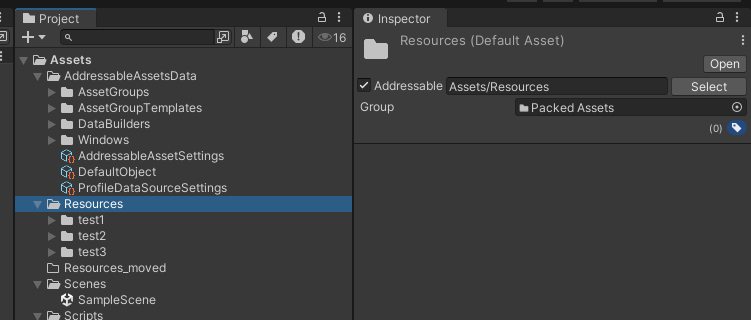 Project
16
Assets
AddressableAssetsData
AssetGroups
AssetGroupTemplates
DataBuilders
Windows
AddressableAssetSettings
DefaultObject
ProfileDataSourceSettings
Resources
test1
test2
test3
Resources_moved
Scenes
SampleScene
Scripts
Inspector
Resources (Default Asset)
Open
Addressable Assets/Resources Select
Group Packed Assets
(0)